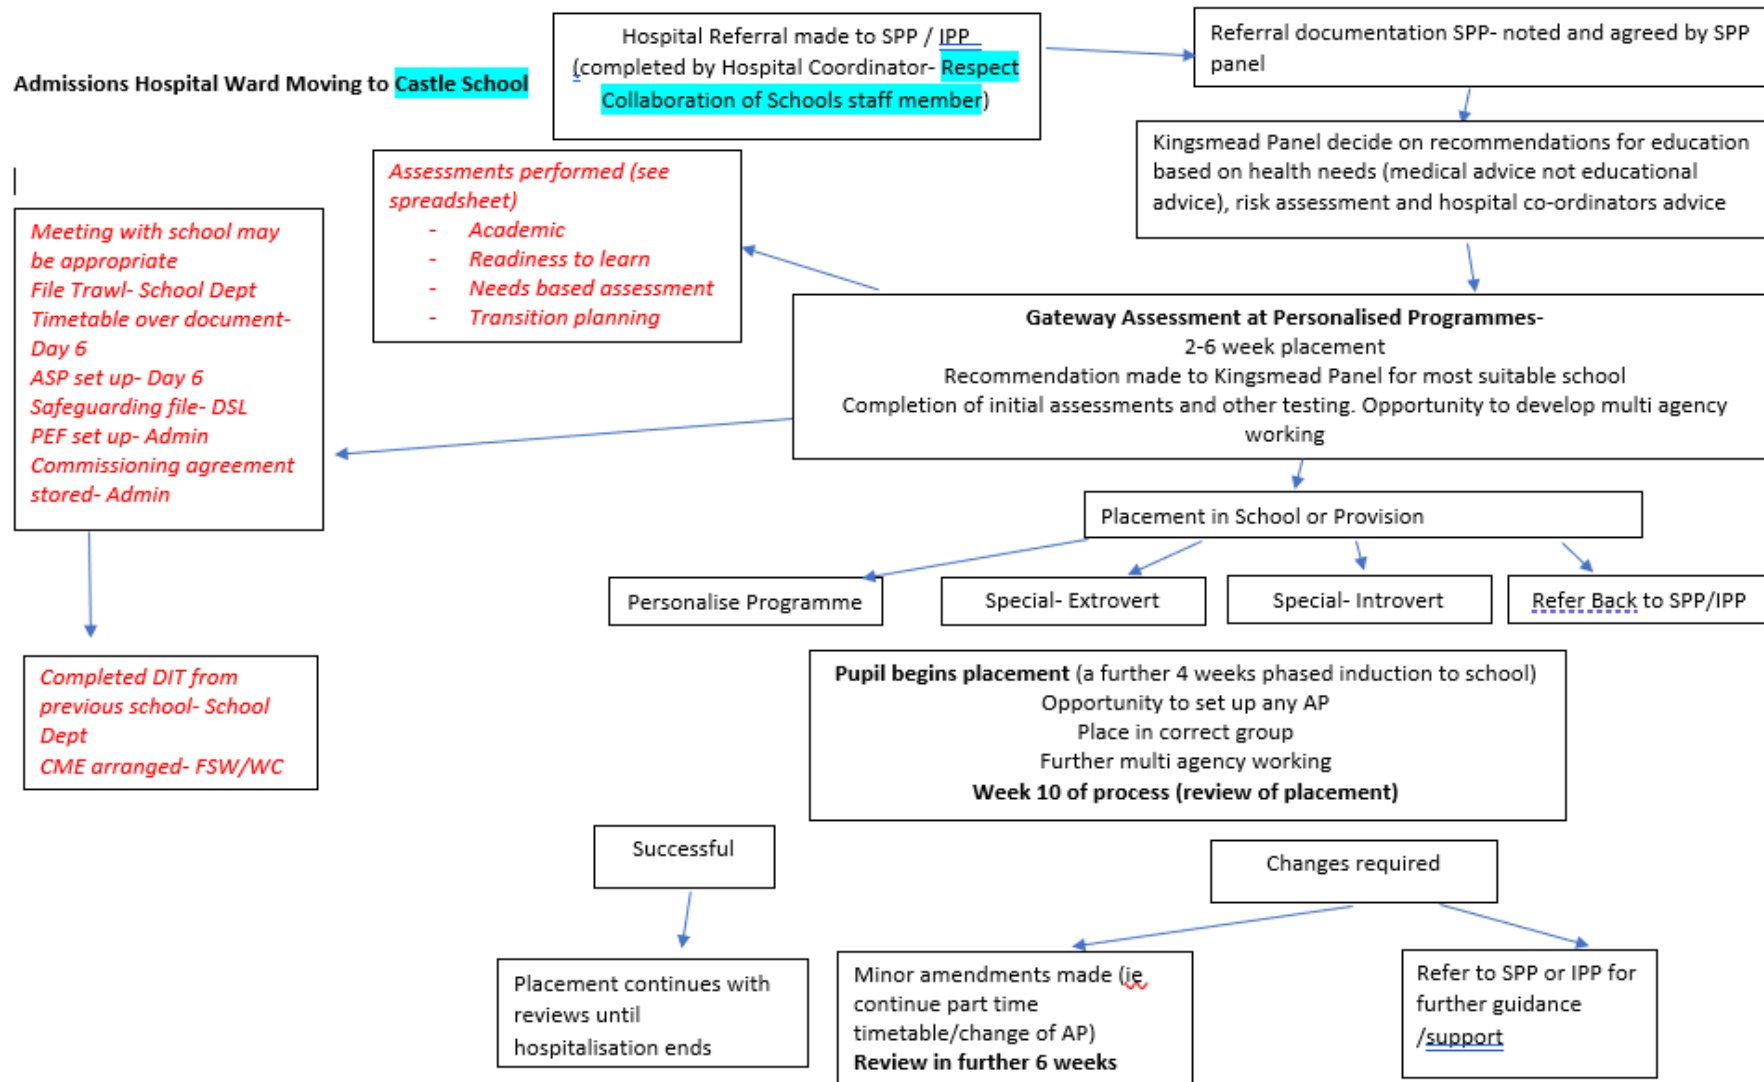 Admissions Hospital Ward Moving to Castle School
Hospital Referral made to SPP / IPP
(completed by Hospital Coordinator- Respect
Collaboration of Schools staff member)
Referral documentation SPP- noted and agreed by SPP
panel
Kingsmead Panel decide on recommendations for education
based on health needs (medical advice not educational
advice), risk assessment and hospital co-ordinators advice
Assessments performed (see
spreadsheet)
- Academic
- Readiness to learn
- Needs based assessment
- Transition planning
Meeting with school may
be appropriate
File Trawl- School Dept
Timetable over document-
Day 6
ASP set up- Day 6
Safeguarding file- DSL
PEF set up- Admin
Commissioning agreement
stored- Admin
Gateway Assessment at Personalised Programmes-
2-6 week placement
Recommendation made to Kingsmead Panel for most suitable school
Completion of initial assessments and other testing. Opportunity to develop multi agency
working
Placement in School or Provision
Personalise Programme
Special- Extrovert
Special- Introvert
Refer Back to SPP/IPP
Completed DIT from
previous school- School
Dept
CME arranged- FSW/WC
Pupil begins placement (a further 4 weeks phased induction to school)
Opportunity to set up any AP
Place in correct group
Further multi agency working
Week 10 of process (review of placement)
Successful
Changes required
Placement continues with
reviews until
hospitalisation ends
Minor amendments made (ie
continue part time
timetable/change of AP)
Review in further 6 weeks
Refer to SPP or IPP for
further guidance
/support